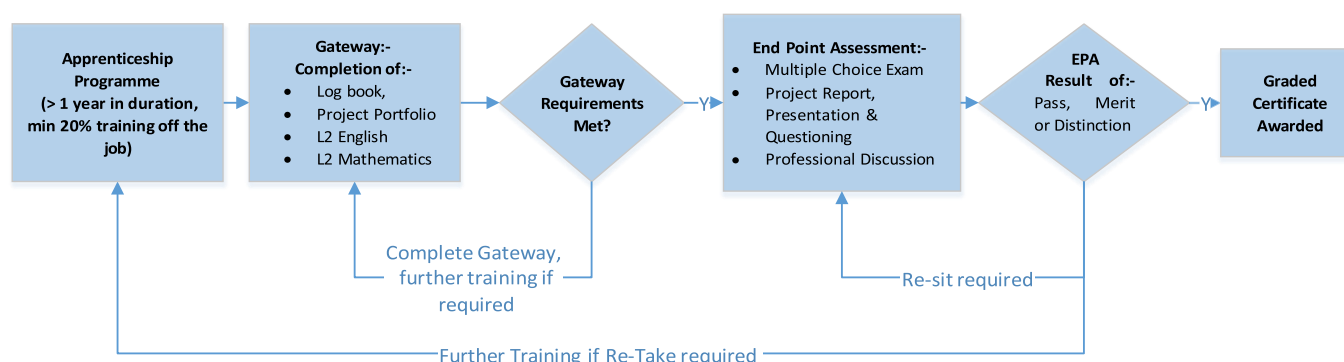 Apprenticeship
Programme
(> 1 year in duration,
min 20% training off the
job)
Gateway:-
Completion of:-
• Log book,
• Project Portfolio
• L2 English
• L2 Mathematics
Gateway
Requirements
Met?
Y
End Point Assessment:-
• Multiple Choice Exam
• Project Report,
Presentation &
Questioning
• Professional Discussion
EPA
Result of:-
Pass, Merit
or Distinction
Y
Graded
Certificate
Awarded
Complete Gateway,
further training if
required
Re-sit required
Further Training if Re-Take required